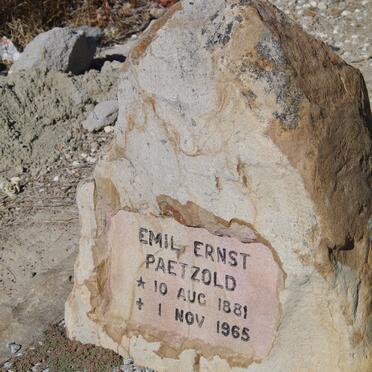 EMIL ERNST
PAETZOLD
* 10 AUG 1881
+ 1 NOV 1965